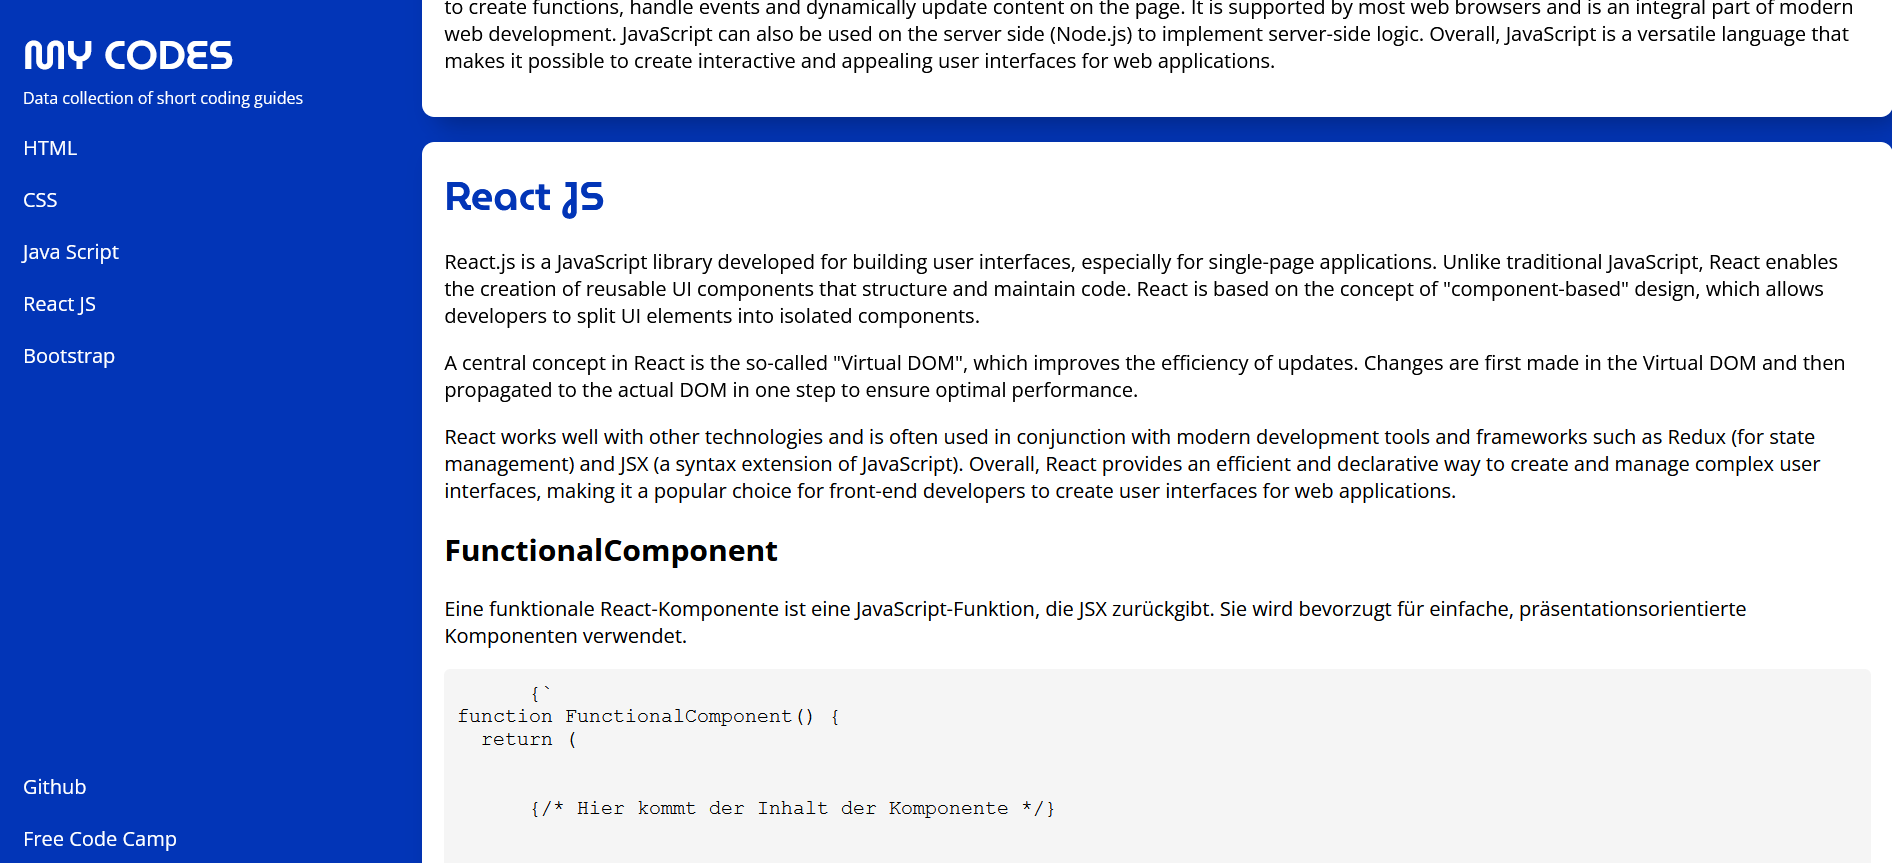 MY CODES
Data collection of short coding guides
HTML
CSS
Java Script
React JS
Bootstrap
Github
Free Code Camp
to create functions, handle events and dynamically update content on the page. It is supported by most web browsers and is an integral part of modern
web development. JavaScript can also be used on the server side (Node.js) to implement server-side logic. Overall, JavaScript is a versatile language that
makes it possible to create interactive and appealing user interfaces for web applications.
React JS
React.js is a JavaScript library developed for building user interfaces, especially for single-page applications. Unlike traditional JavaScript, React enables
the creation of reusable UI components that structure and maintain code. React is based on the concept of "component-based" design, which allows
developers to split UI elements into isolated components.
A central concept in React is the so-called "Virtual DOM", which improves the efficiency of updates. Changes are first made in the Virtual DOM and then
propagated to the actual DOM in one step to ensure optimal performance.
React works well with other technologies and is often used in conjunction with modern development tools and frameworks such as Redux (for state
management) and JSX (a syntax extension of JavaScript). Overall, React provides an efficient and declarative way to create and manage complex user
interfaces, making it a popular choice for front-end developers to create user interfaces for web applications.
FunctionalComponent
Eine funktionale React-Komponente ist eine JavaScript-Funktion, die JSX zurückgibt. Sie wird bevorzugt für einfache, präsentationsorientierte
Komponenten verwendet.
{`
function FunctionalComponent() {
return (
{/* Hier kommt der Inhalt der Komponente */}